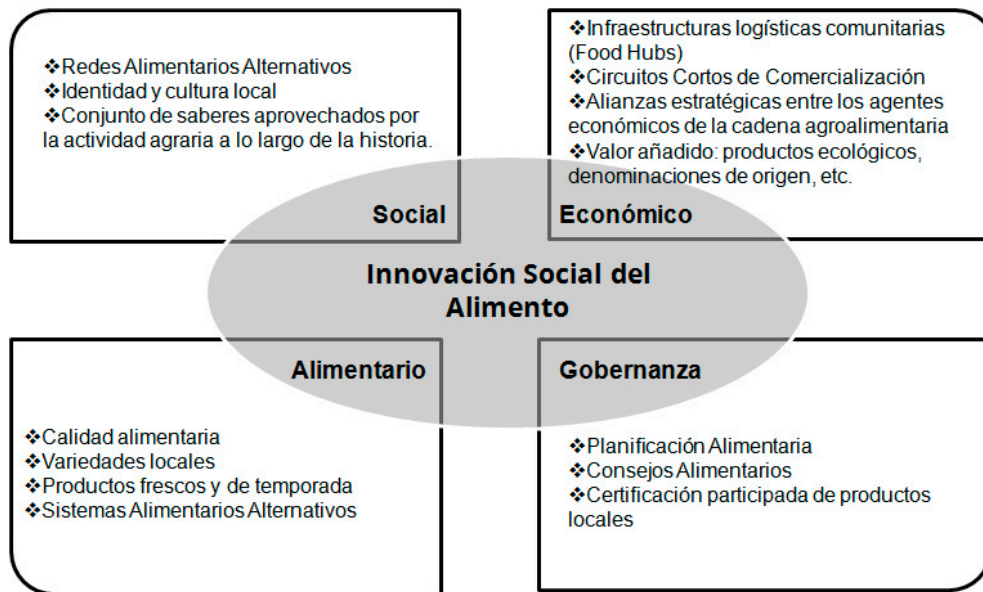 ❖Redes Alimentarios Alternativos
❖Identidad y cultura local
❖Conjunto de saberes aprovechados por
la actividad agraria a lo largo de la historia.
Social
❖Infraestructuras logísticas comunitarias
(Food Hubs)
❖Circuitos Cortos de Comercialización
❖Alianzas estratégicas entre los agentes
económicos de la cadena agroalimentaria
❖Valor añadido: productos ecológicos,
denominaciones de origen, etc.
Económico
Innovación Social del
Alimento
Alimentario
❖Calidad alimentaria
❖Variedades locales
❖Productos frescos y de temporada
❖Sistemas Alimentarios Alternativos
Gobernanza
❖Planificación Alimentaria
❖Consejos Alimentarios
❖Certificación participada de productos
locales